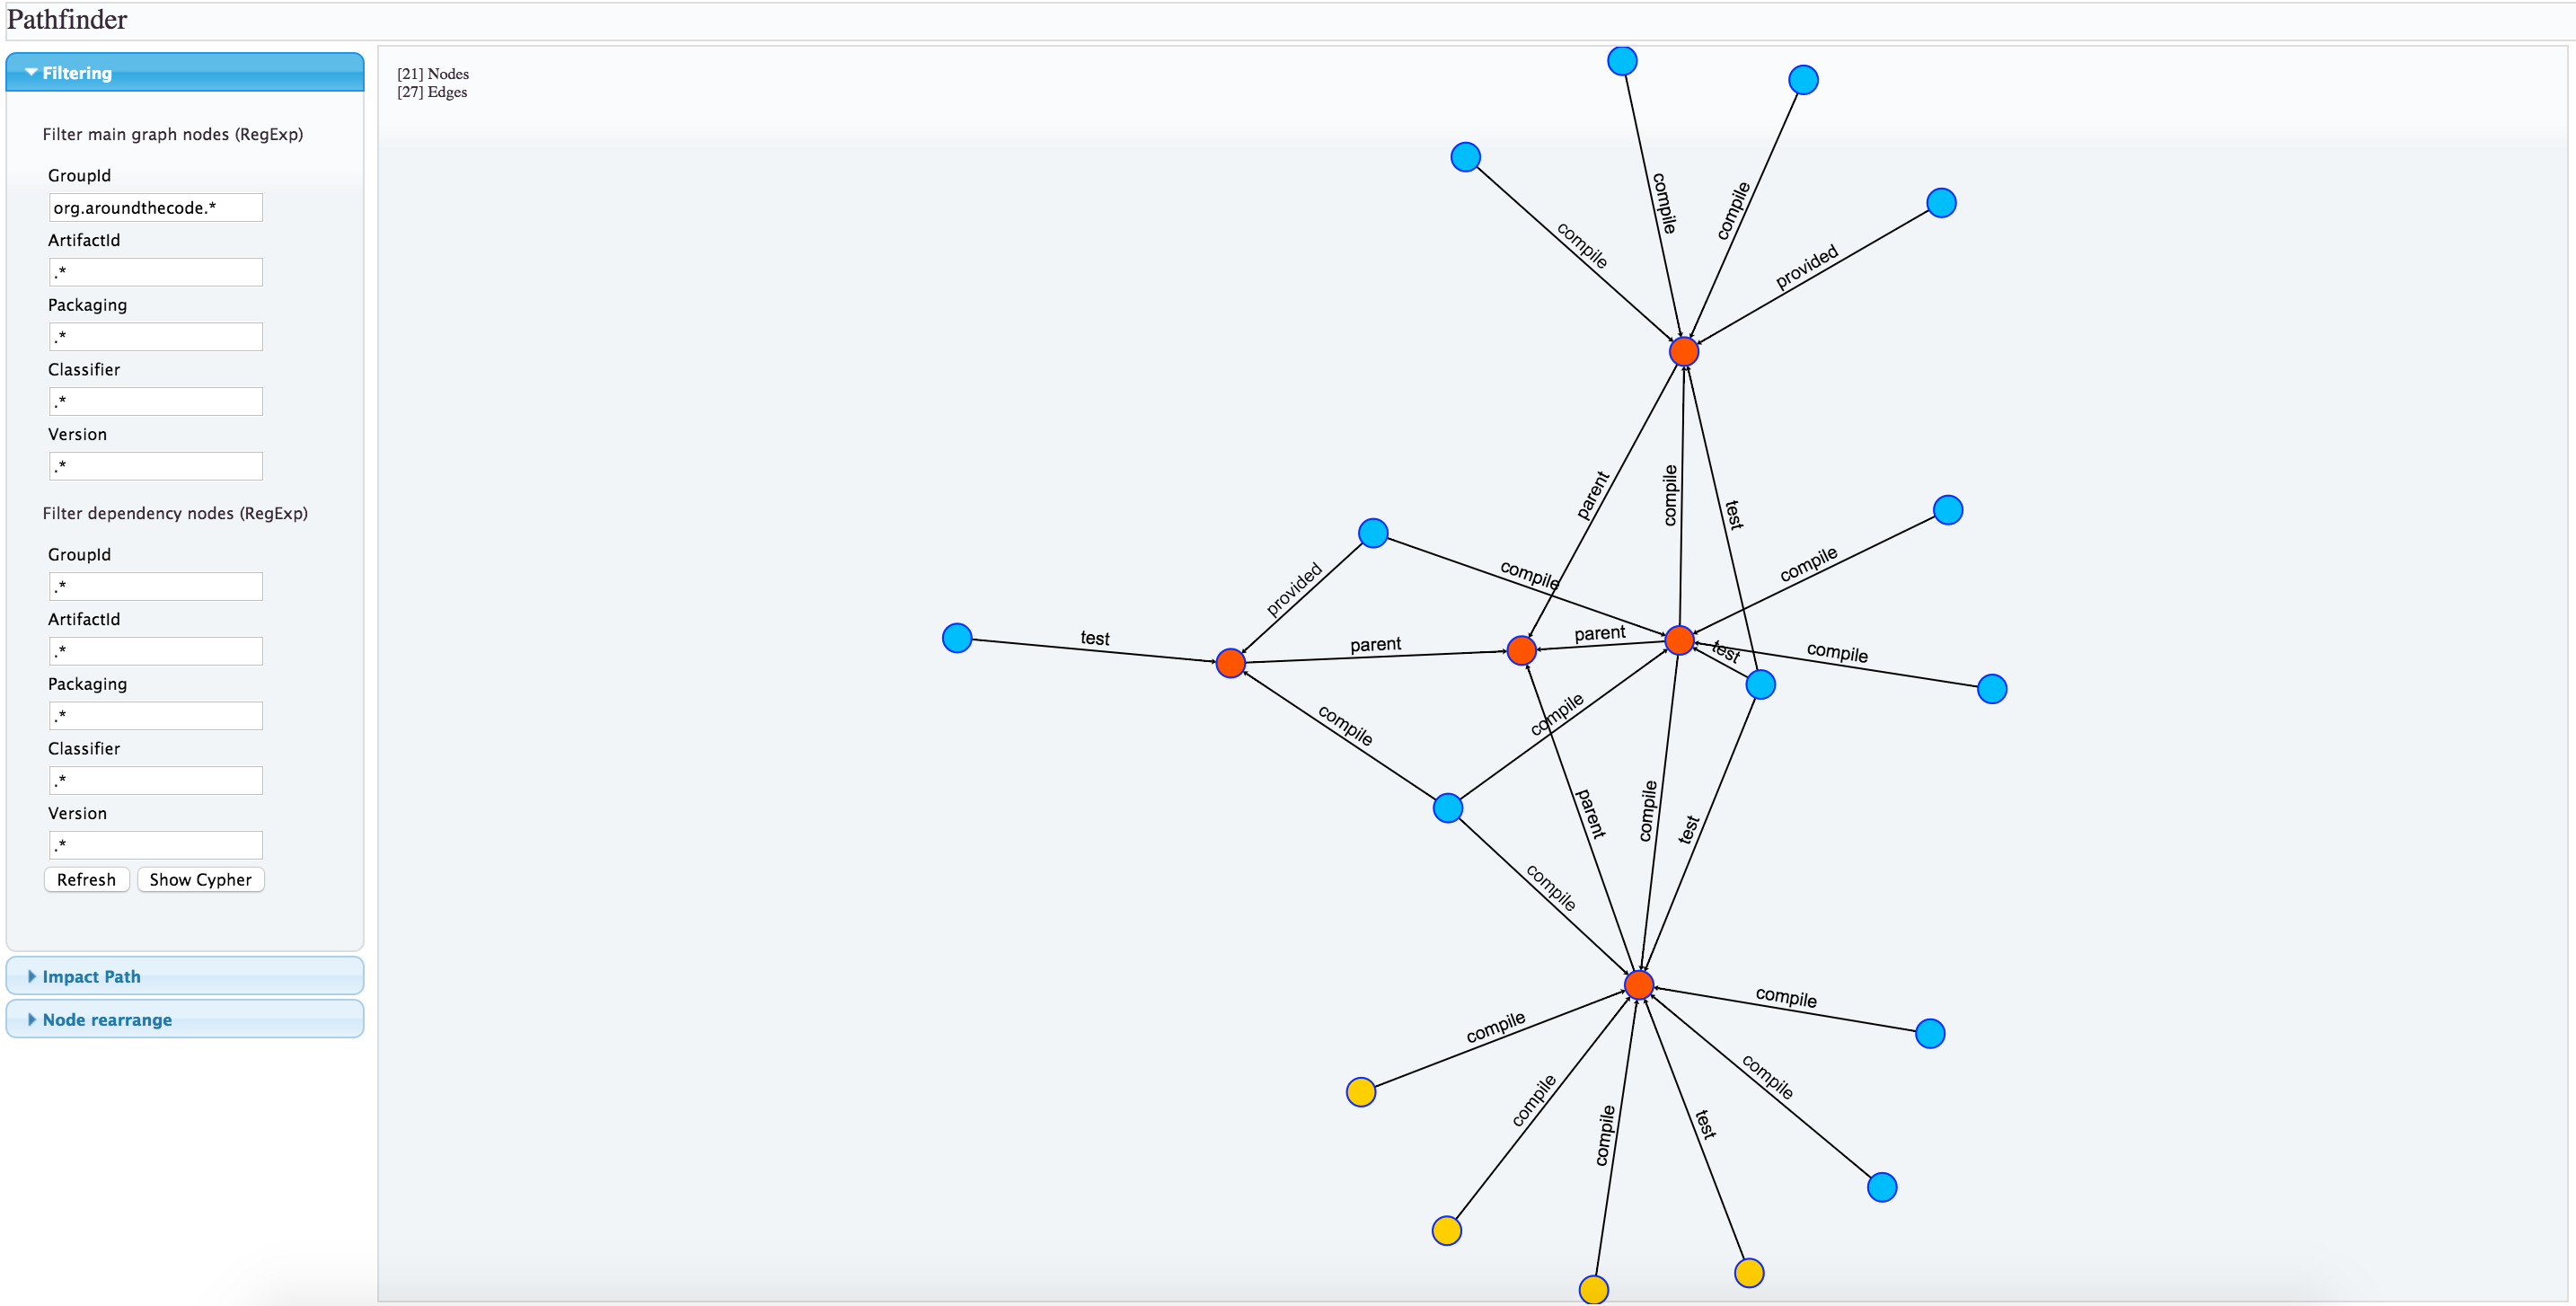 Pathfinder
Filtering
Filter main graph nodes (RegExp)
GroupId
org.aroundthecode.*
ArtifactId
.*
Packaging
.*
Classifier
.*
Version
.*
Filter dependency nodes (RegExp)
GroupId
.*
ArtifactId
.*
Packaging
.*
Classifier
.*
Version
.*
Refresh
Show Cypher
Impact Path
Node rearrange
[21] Nodes
[27] Edges
compile
compile
compile
provided
parent
compile
test
provided
compile
compile
test
parent
parent
test
compile
compile
compile
parent
compile
test
compile
compile
compile
compile
compile
compile
test